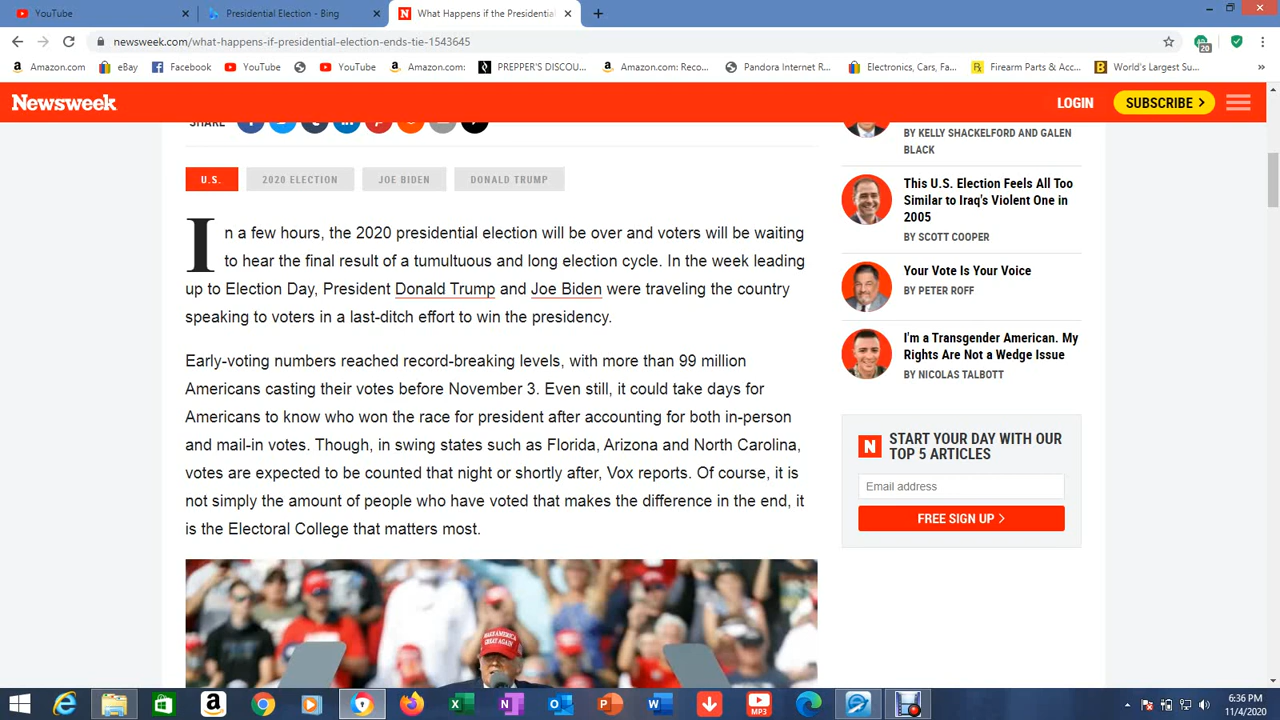 YouTube
Presidential Election - Bing
What Happens if the Presidential
newsweek.com/what-happens-if-presidential-election-ends-tie-1543645
20
Amazon.com
eBay
Facebook
YouTube
YouTube
Amazon.com:
PREPPER'S DISCOU...
Amazon.com: Reco...
Pandora Internet R...
Electronics, Cars, Fa...
Firearm Parts & Acc...
World's Largest Su...
Newsweek
LOGIN
SUBSCRIBE
SHARE
U.S.
2020 ELECTION
JOE BIDEN
DONALD TRUMP
In a few hours, the 2020 presidential election will be over and voters will be waiting
to hear the final result of a tumultuous and long election cycle. In the week leading
up to Election Day, President Donald Trump and Joe Biden were traveling the country
speaking to voters in a last-ditch effort to win the presidency.
Early-voting numbers reached record-breaking levels, with more than 99 million
Americans casting their votes before November 3. Even still, it could take days for
Americans to know who won the race for president after accounting for both in-person
and mail-in votes. Though, in swing states such as Florida, Arizona and North Carolina,
votes are expected to be counted that night or shortly after, Vox reports. Of course, it is
not simply the amount of people who have voted that makes the difference in the end, it
is the Electoral College that matters most.
MAKE AMERICA
GREAT AGAIN
BY KELLY SHACKELFORD AND GALEN
BLACK
This U.S. Election Feels All Too
Similar to Iraq's Violent One in
2005
BY SCOTT COOPER
Your Vote Is Your Voice
BY PETER ROFF
I'm a Transgender American. My
Rights Are Not a Wedge Issue
BY NICOLAS TALBOTT
N
START YOUR DAY WITH OUR
TOP 5 ARTICLES
Email address
FREE SIGN UP
MP3
6:36 PM
11/4/2020